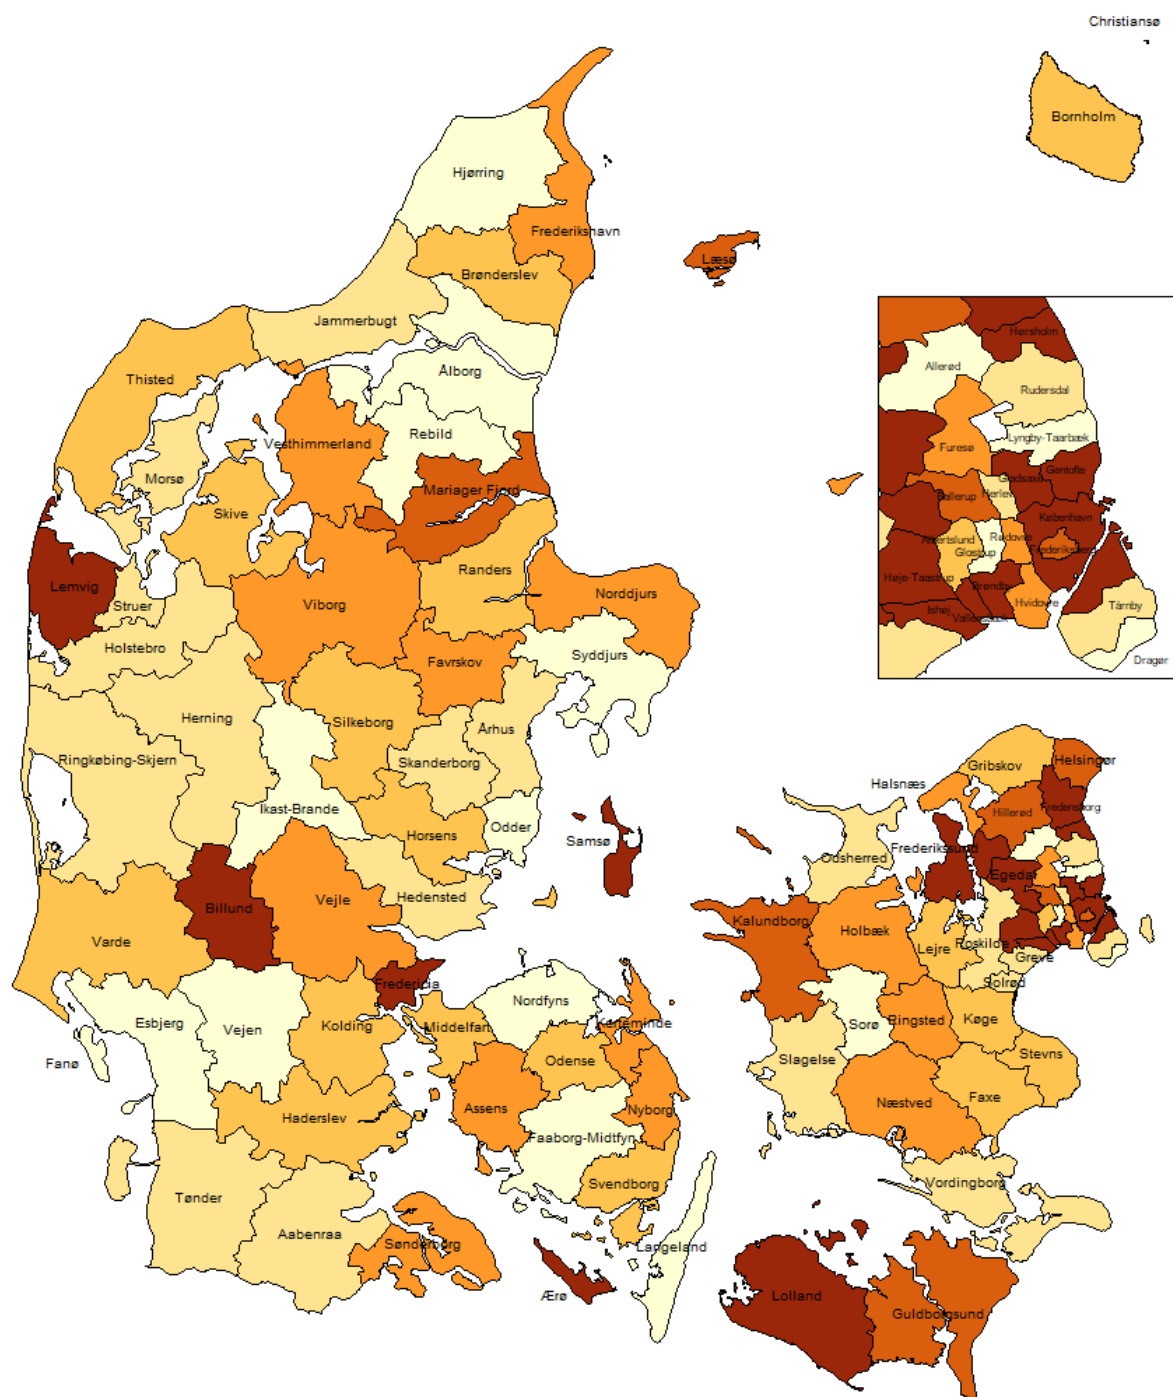 Christiansø
Bornholm
Hjørring
Frederikshavn
Læsø
Brønderslev
Jammerbugt
Ålborg
Thisted
Rebild
Vesthimmerland
Morsø
Mariager Fjord
Skive
Lemvig
Struer
Viborg
Randers
Norddjurs
Holstebro
Favrskov
Syddjurs
Herning
Silkeborg
Århus
Ringkøbing-Skjern
Skanderborg
Ikast-Brande
Horsens
Odder
Samsø
Hedensted
Billund
Vejle
Varde
Fredericia
Esbjerg
Vejen
Kolding
Middelfart
Nordfyns
Kerteminde
Fanø
Odense
Assens
Nyborg
Haderslev
Faaborg-Midtfyn
Svendborg
Tønder
Aabenraa
Sønderborg
Langeland
Ærø
Hørsholm
Allerød
Rudersdal
Lyngby-Taarbæk
Furesø
Gentofte
Gladsaxe
Ballerup
Herlev
København
Albertslund
Rødovre
Glostrup
Frederiksberg
Høje-Taastrup
Brøndby
Hvidovre
Ishøj
Vallensbæk
Tårnby
Dragør
Gribskov
Helsingør
Halsnæs
Hillerød
Fredensborg
Frederikssund
Odsherred
Egedal
Kalundborg
Holbæk
Lejre
Roskilde
Greve
Solrød
Sorø
Ringsted
Køge
Slagelse
Stevns
Næstved
Faxe
Vordingborg
Lolland
Guldborgsund